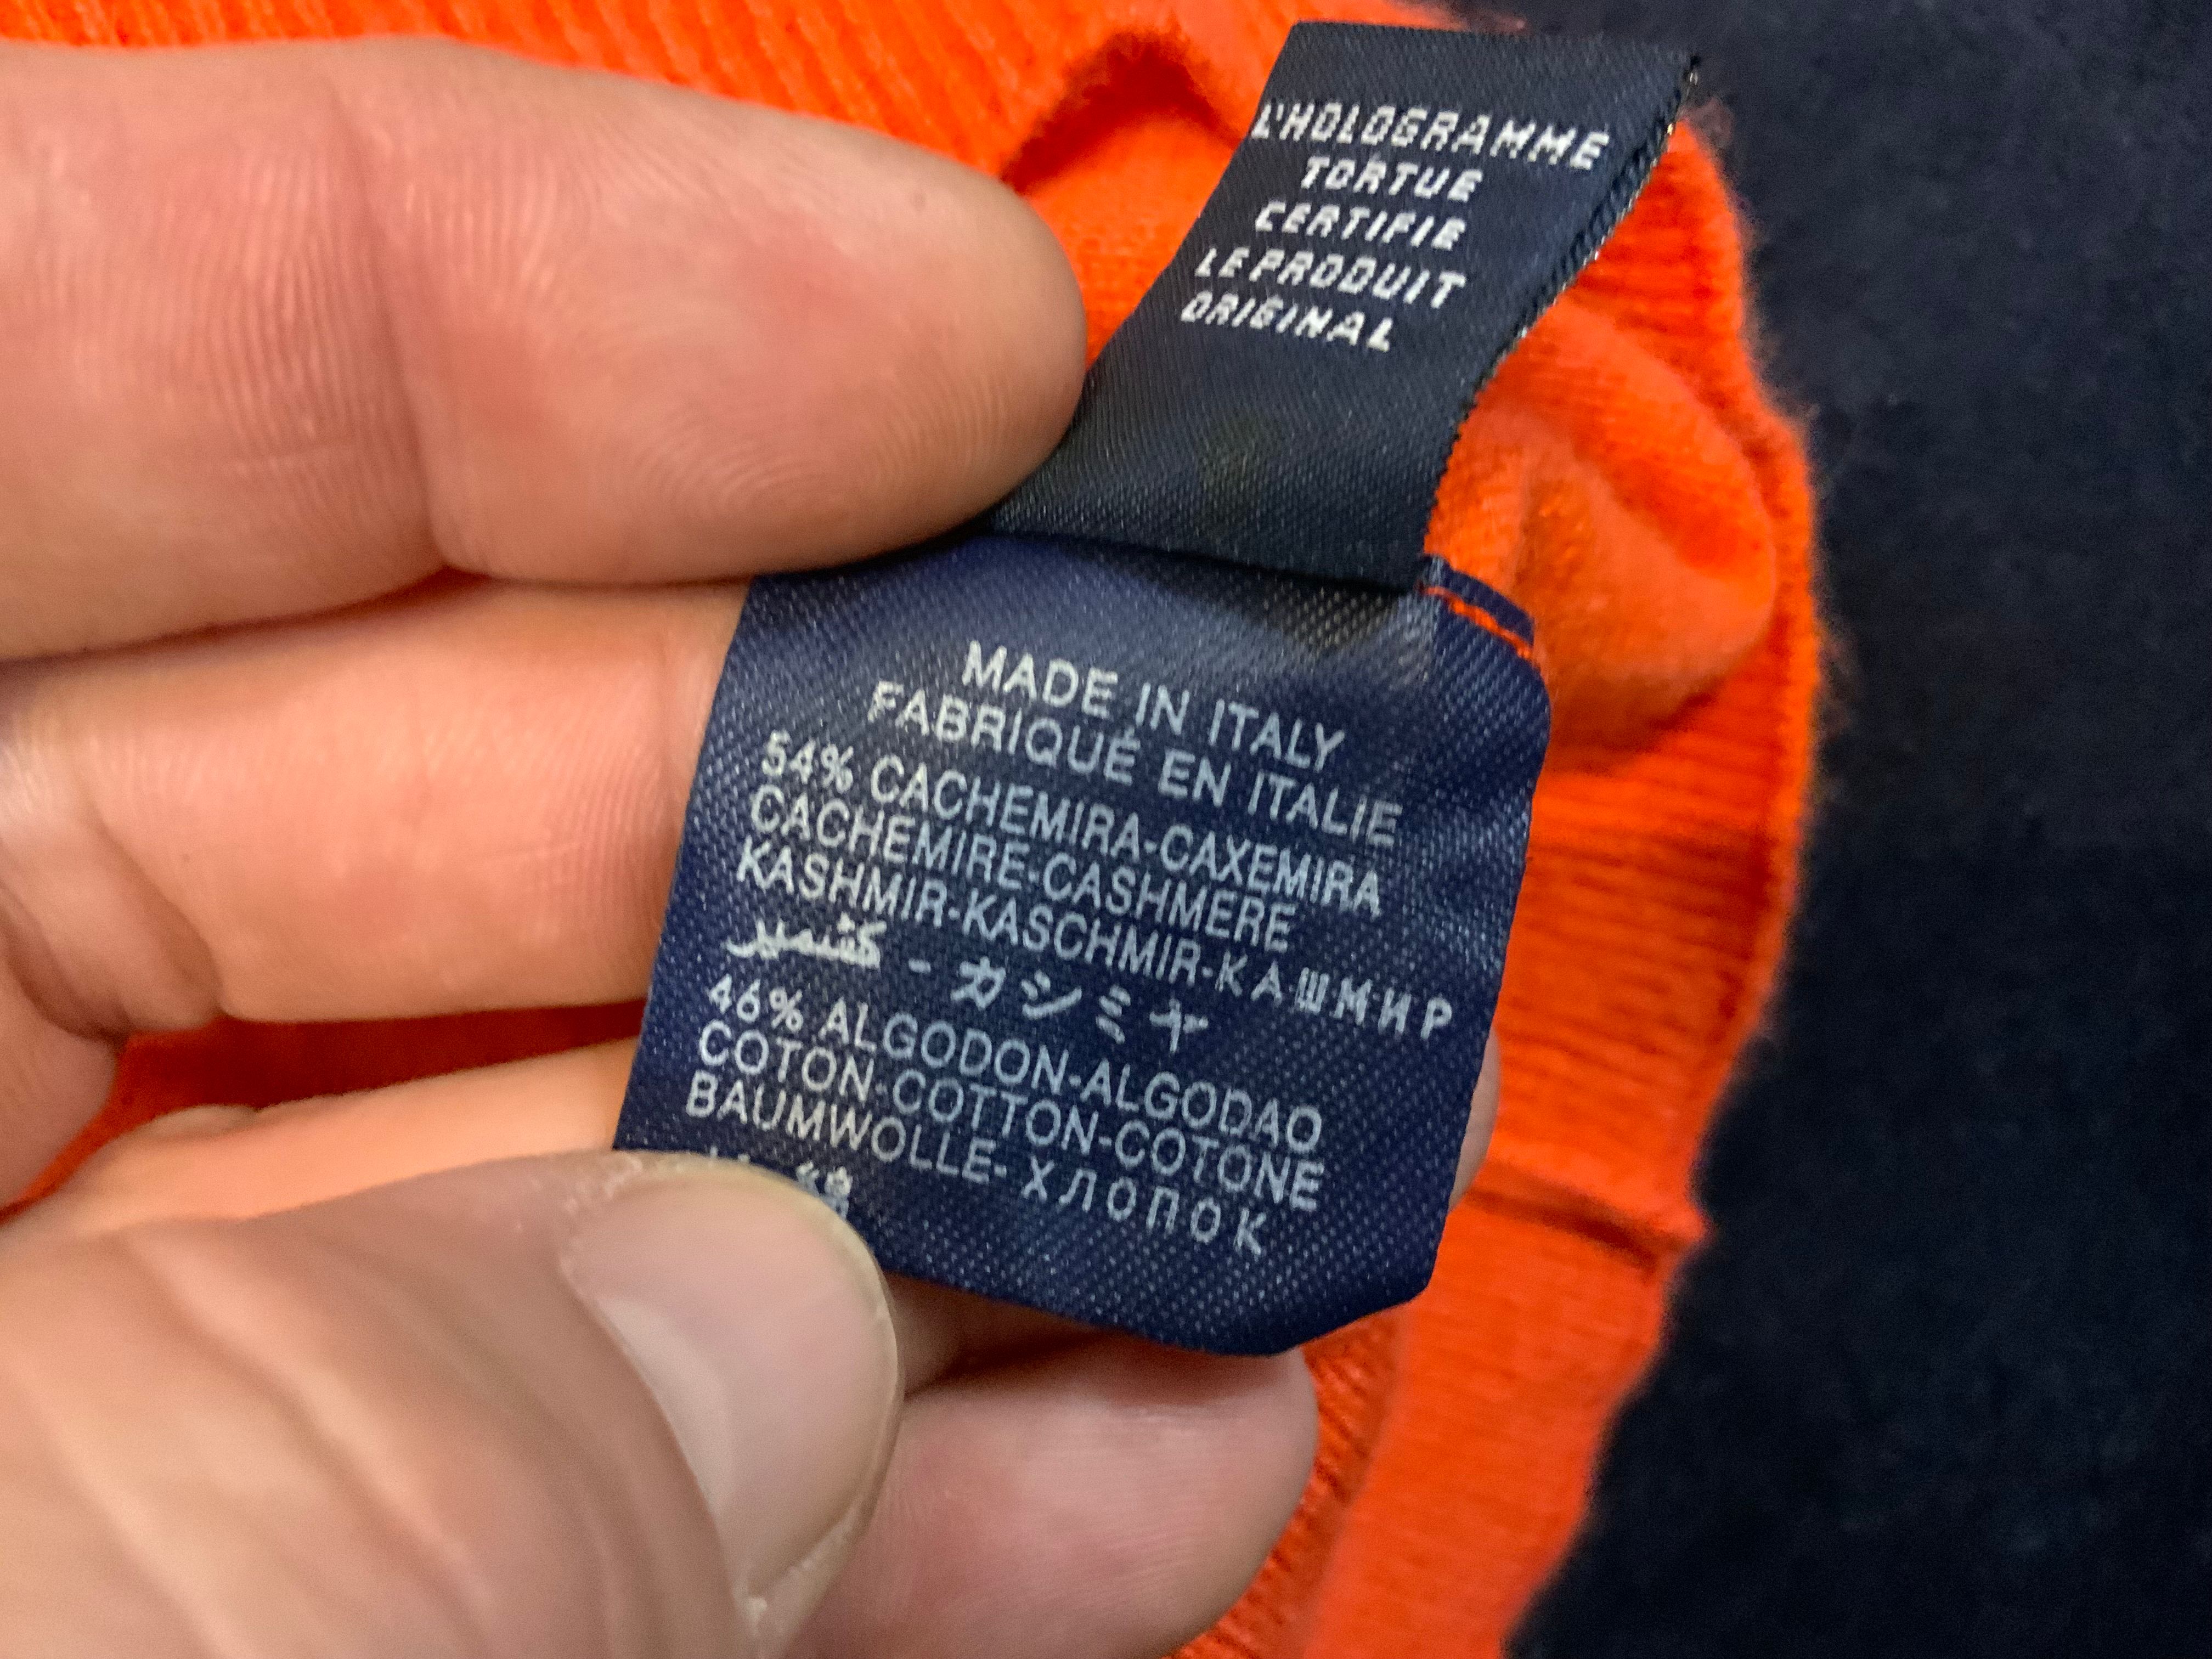 L'HOLOGRAMME
TORTUE
CERTIFIE
LE PRODUIT
ORIGINAL
MADE IN ITALY
FABRIQUÉ EN ITALIE
54% CACHEMIRA-CAXEMIRA
CACHEMIRE-CASHMERE
KASHMIR-KASCHMIR-КАШМИР
كشمير - カシミヤ
46% ALGODON-ALGODAO
COTON-COTTON-COTONE
BAUMWOLLE-ХЛОПОК